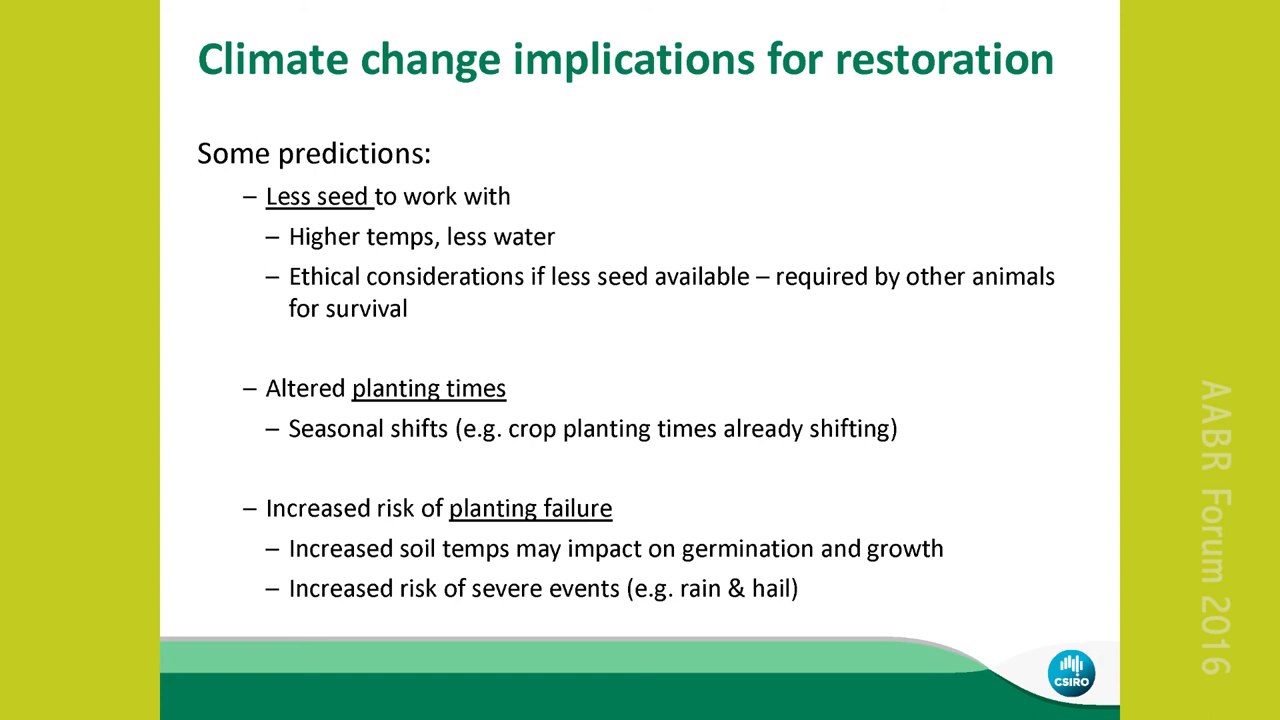 Climate change implications for restoration
Some predictions:
– Less seed to work with
– Higher temps, less water
– Ethical considerations if less seed available – required by other animals
for survival
– Altered planting times
– Seasonal shifts (e.g. crop planting times already shifting)
– Increased risk of planting failure
– Increased soil temps may impact on germination and growth
– Increased risk of severe events (e.g. rain & hail)
CSIRO
AABR Forum 2016